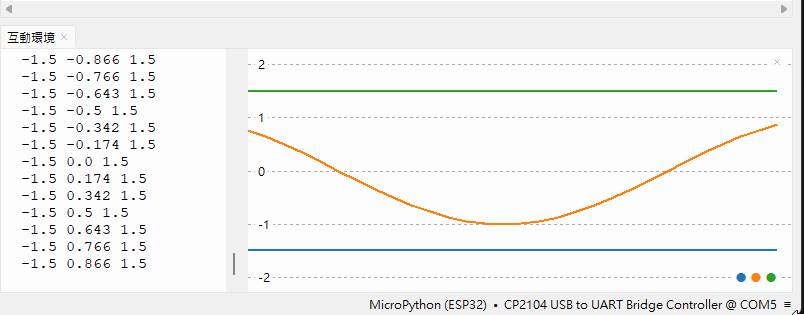 互動環境 ×
-1.5 -0.866 1.5
-1.5 -0.766 1.5
-1.5 -0.643 1.5
-1.5 -0.5 1.5
-1.5 -0.342 1.5
-1.5 -0.174 1.5
-1.5 0.0 1.5
-1.5 0.174 1.5
-1.5 0.342 1.5
-1.5 0.5 1.5
-1.5 0.643 1.5
-1.5 0.766 1.5
-1.5 0.866 1.5
2
1
0
-1
-2
MicroPython (ESP32) • CP2104 USB to UART Bridge Controller @ COM5 ≡